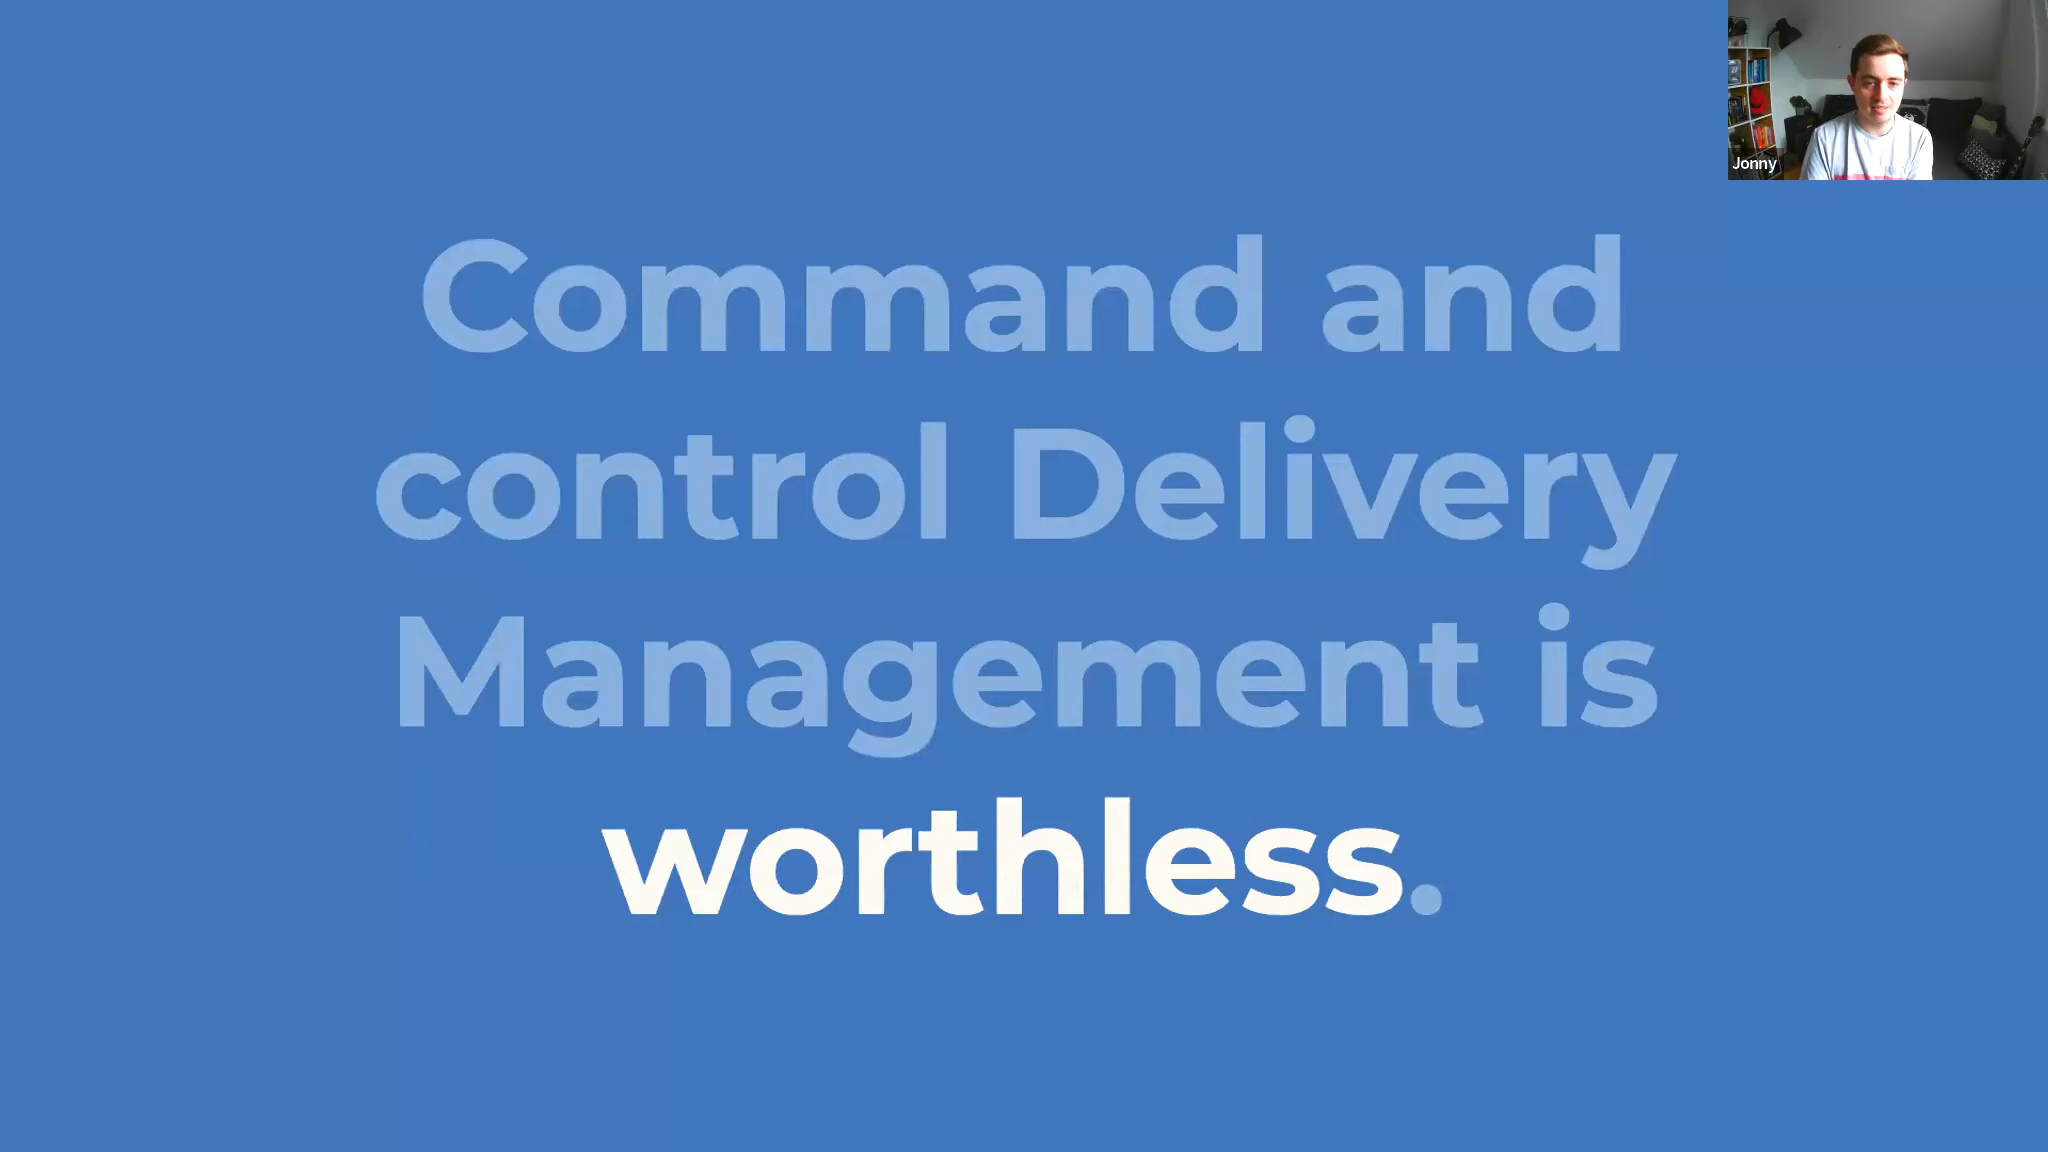 Jonny
Command and
control Delivery
Management is
worthless.